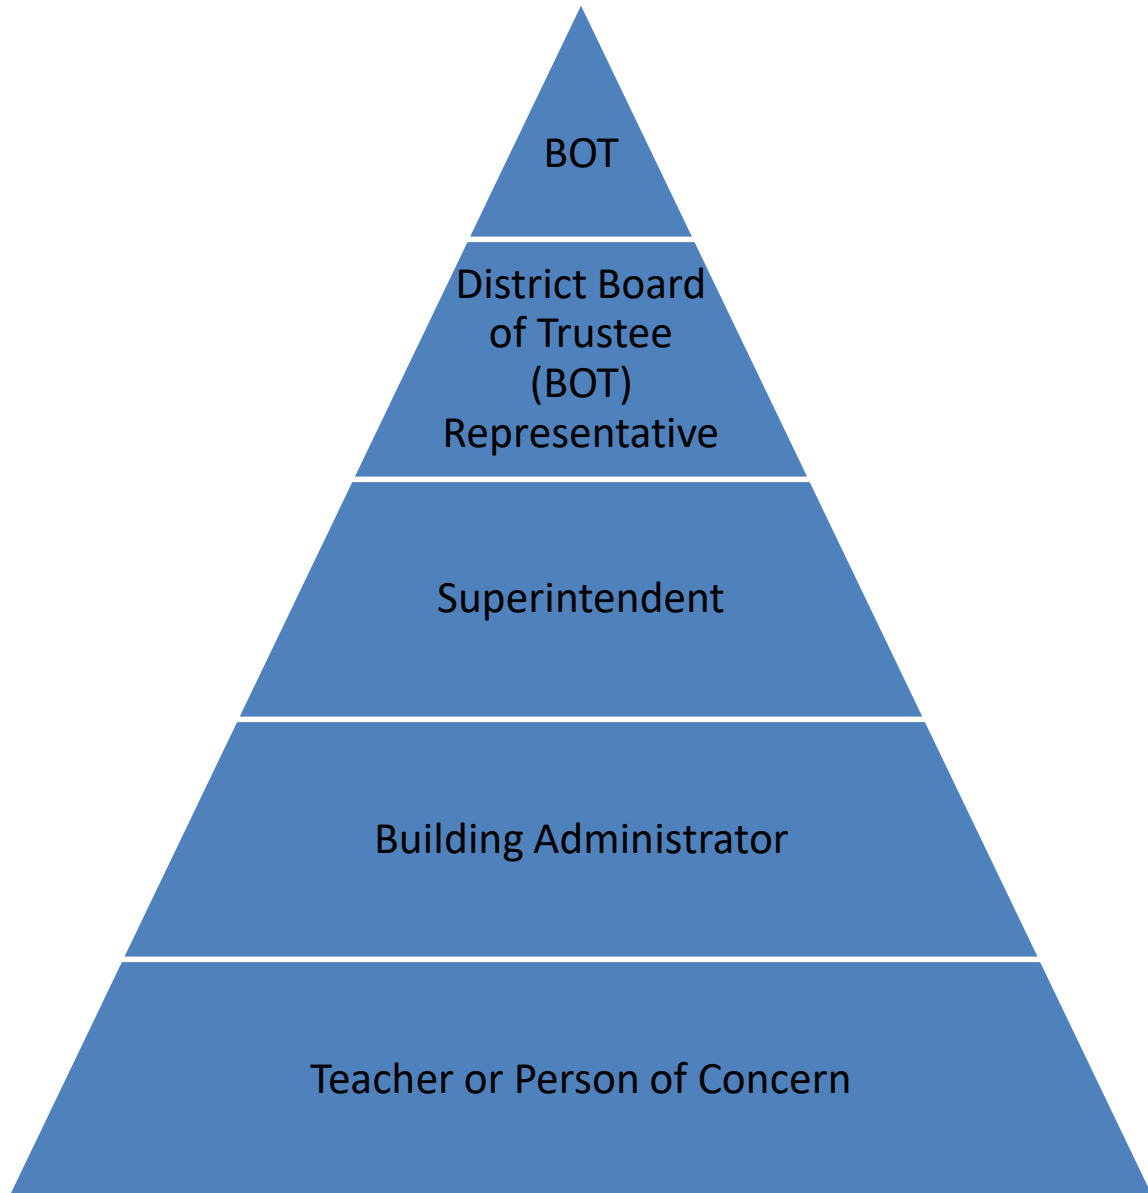 BOT
District Board
of Trustee
(BOT)
Representative
Superintendent
Building Administrator
Teacher or Person of Concern